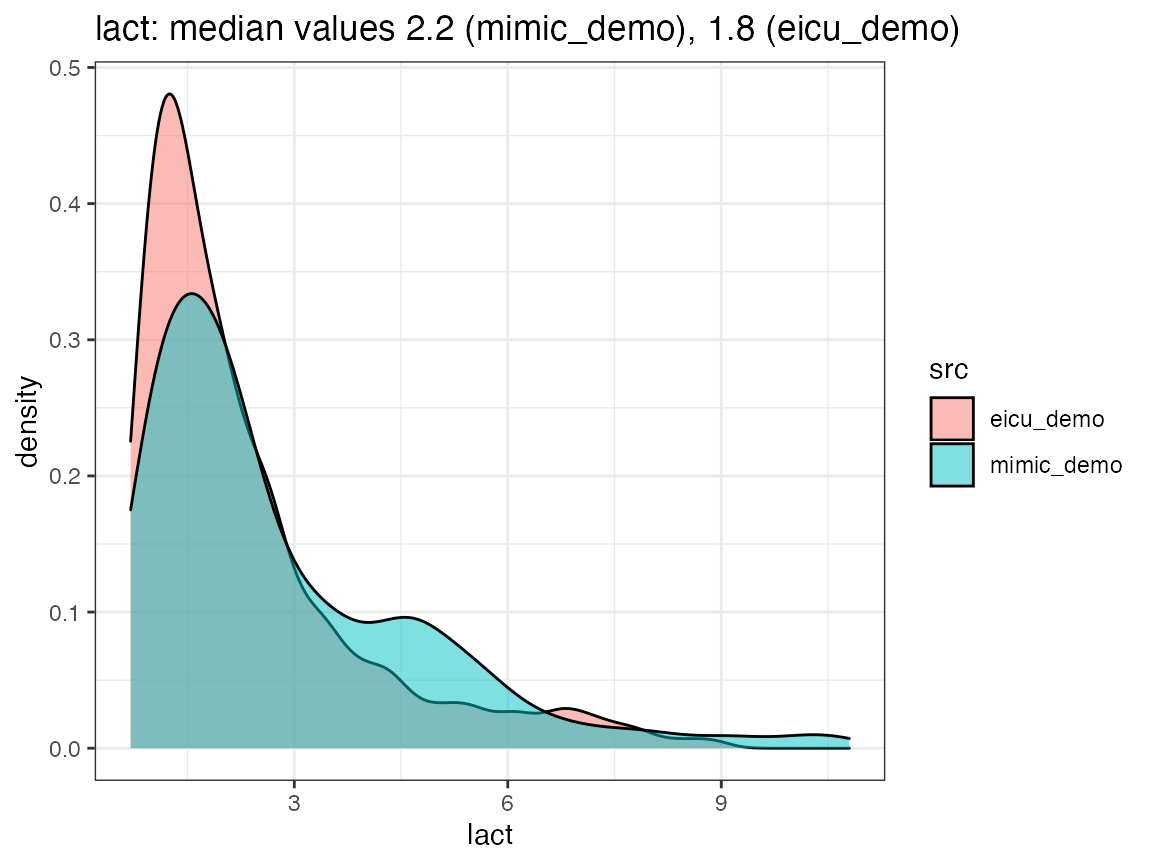 lact: median values 2.2 (mimic_demo), 1.8 (eicu_demo)
0.5
0.4
0.3
0.2
0.1
0.0
density
3
6
9
lact
src
eicu_demo
mimic_demo